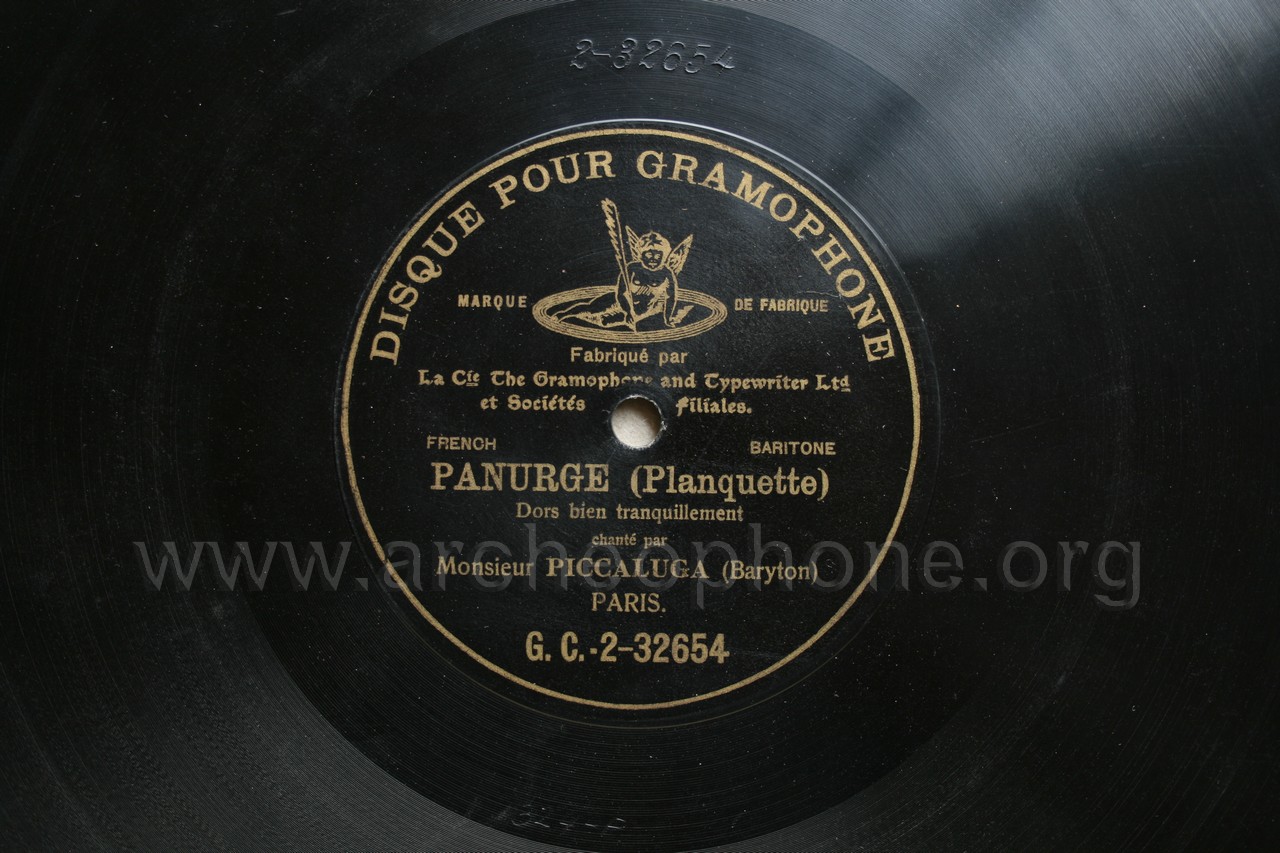 2-32654
DISQUE POUR GRAMOPHONE
MARQUE DE FABRIQUE
Fabriqué par
La Cie The Gramophone and Typewriter Ltd
et Sociétés filiales.
FRENCH BARITONE
PANURGE (Planquette)
Dors bien tranquillement
chanté par
www.archeophone.org
Monsieur PICCALUGA (Baryton)
PARIS.
G. C.-2-32654